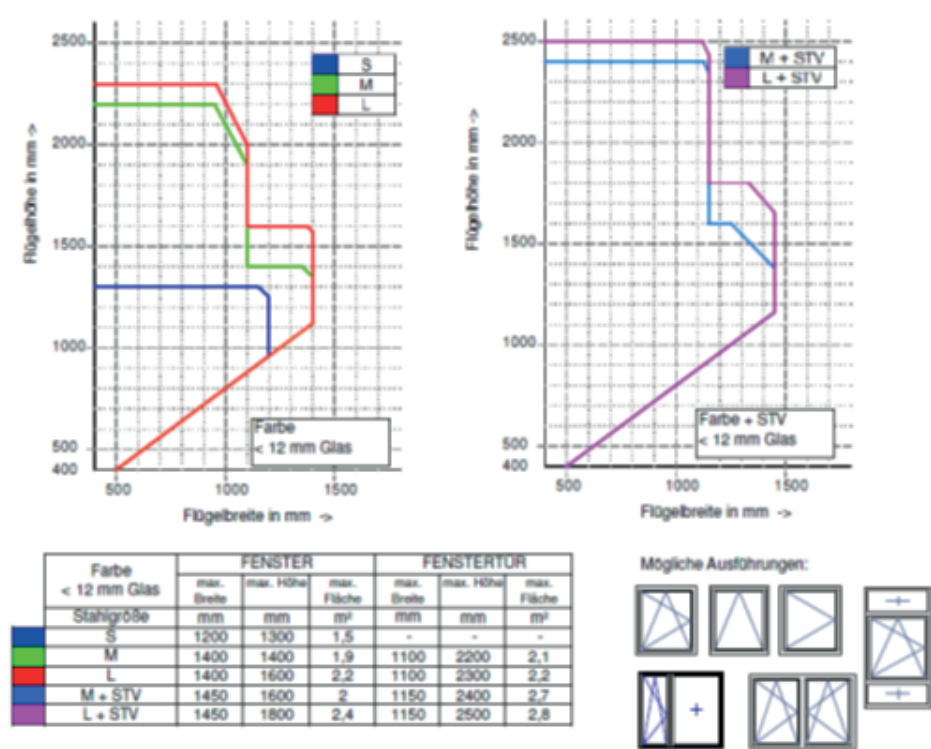 2500
2000
1500
1000
500
400
Flügelhöhe in mm ->
S
M
L
Farbe
< 12 mm Glas
500
1000
1500
Flügelbreite in mm ->
2500
2000
1500
1000
500
400
Flügelhöhe in mm ->
M + STV
L + STV
Farbe + STV
< 12 mm Glas
500
1000
1500
Flügelbreite in mm ->
Farbe
< 12 mm Glas
FENSTER
FENSTERTÜR
max. Breite
max. Höhe
max. Fläche
max. Breite
max. Höhe
max. Fläche
Stahlgröße mm mm m² mm mm m²
S 1200 1300 1,5 - - -
M 1400 1400 1,9 1100 2200 2,1
L 1400 1600 2,2 1100 2300 2,2
M + STV 1450 1600 2 1150 2400 2,7
L + STV 1450 1800 2,4 1150 2500 2,8
Mögliche Ausführungen: